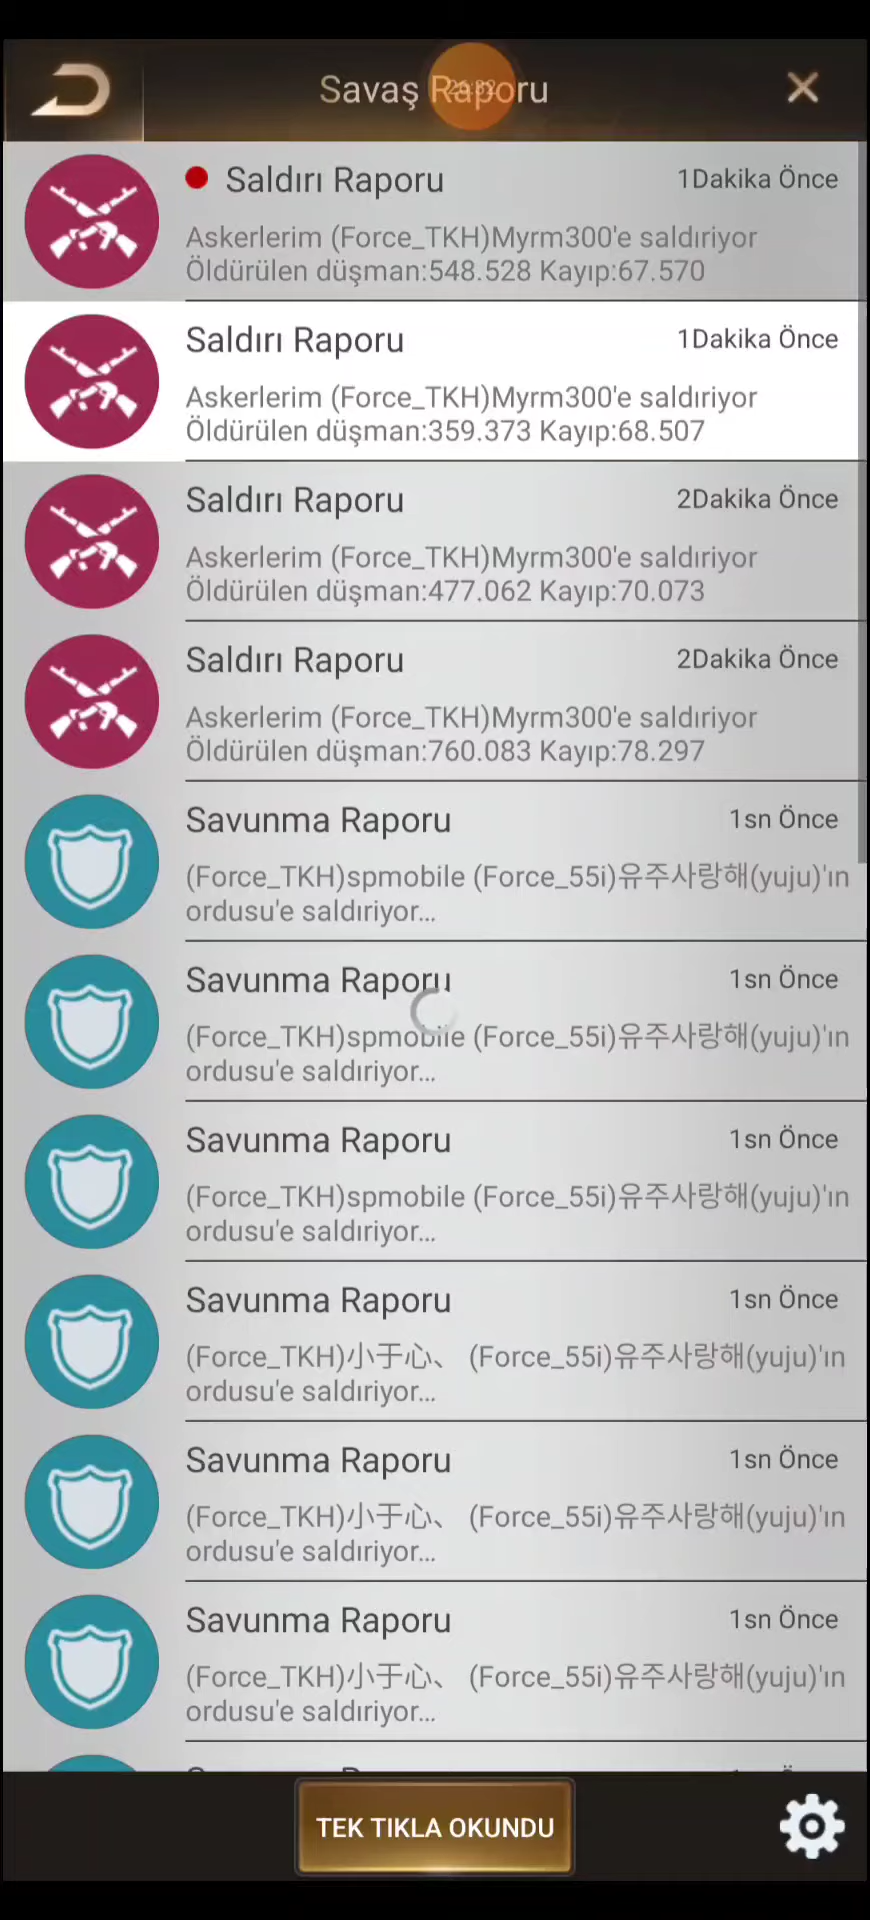 Savaş Raporu
26:32
Saldırı Raporu
1Dakika Önce
Askerlerim (Force_TKH)Myrm300'e saldırıyor
Öldürülen düşman:548.528 Kayıp:67.570
Saldırı Raporu
1Dakika Önce
Askerlerim (Force_TKH)Myrm300'e saldırıyor
Öldürülen düşman:359.373 Kayıp:68.507
Saldırı Raporu
2Dakika Önce
Askerlerim (Force_TKH)Myrm300'e saldırıyor
Öldürülen düşman:477.062 Kayıp:70.073
Saldırı Raporu
2Dakika Önce
Askerlerim (Force_TKH)Myrm300'e saldırıyor
Öldürülen düşman:760.083 Kayıp:78.297
Savunma Raporu
1sn Önce
(Force_TKH)spmobile (Force_55i)유주사랑해(yuju)'ın
ordusu'e saldırıyor...
Savunma Raporu
1sn Önce
(Force_TKH)spmobile (Force_55i)유주사랑해(yuju)'ın
ordusu'e saldırıyor...
Savunma Raporu
1sn Önce
(Force_TKH)spmobile (Force_55i)유주사랑해(yuju)'ın
ordusu'e saldırıyor...
Savunma Raporu
1sn Önce
(Force_TKH)小于心、 (Force_55i)유주사랑해(yuju)'ın
ordusu'e saldırıyor...
Savunma Raporu
1sn Önce
(Force_TKH)小于心、 (Force_55i)유주사랑해(yuju)'ın
ordusu'e saldırıyor...
Savunma Raporu
1sn Önce
(Force_TKH)小于心、 (Force_55i)유주사랑해(yuju)'ın
ordusu'e saldırıyor...
TEK TIKLA OKUNDU